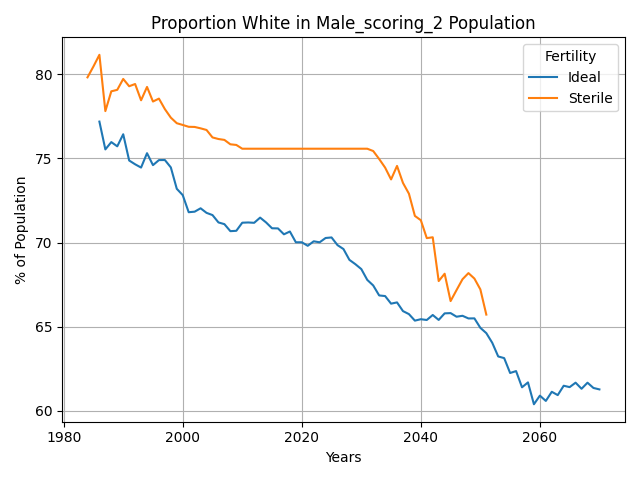 Proportion White in Male_scoring_2 Population
Fertility
Ideal
Sterile
% of Population
80
75
70
65
60
1980
2000
2020
2040
2060
Years